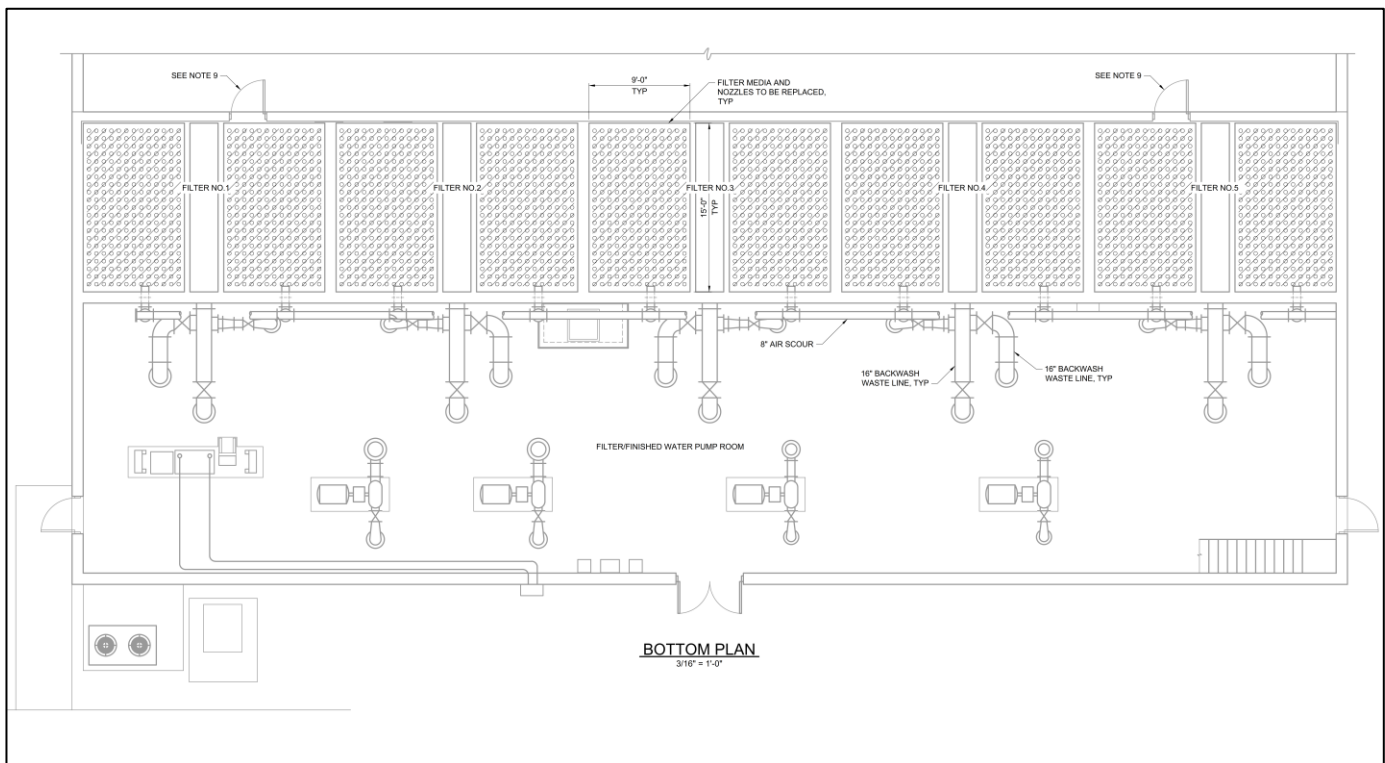 SEE NOTE 9
9'-0"
TYP
FILTER MEDIA AND
NOZZLES TO BE REPLACED,
TYP
SEE NOTE 9
FILTER NO.1
FILTER NO.2
FILTER NO.3
FILTER NO.4
FILTER NO.5
15'-0"
TYP
8" AIR SCOUR
16" BACKWASH
WASTE LINE, TYP
16" BACKWASH
WASTE LINE, TYP
FILTER/FINISHED WATER PUMP ROOM
BOTTOM PLAN
3/16" = 1'-0"